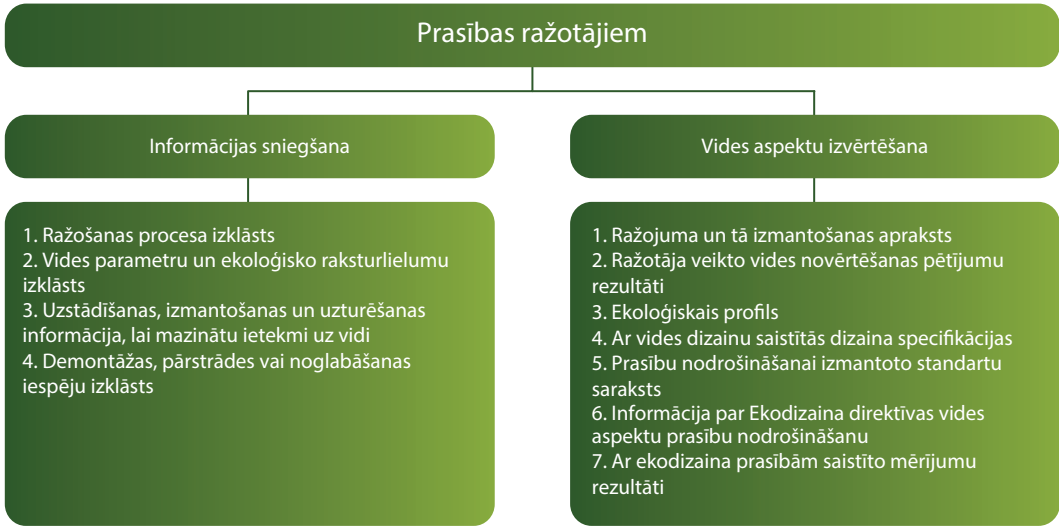 Prasības ražotājiem
Informācijas sniegšana
1. Ražošanas procesa izklāsts
2. Vides parametru un ekoloģisko raksturlielumu
izklāsts
3. Uzstādīšanas, izmantošanas un uzturēšanas
informācija, lai mazinātu ietekmi uz vidi
4. Demontāžas, pārstrādes vai noglabāšanas
iespēju izklāsts
Vides aspektu izvērtēšana
1. Ražojuma un tā izmantošanas apraksts
2. Ražotāja veikto vides novērtēšanas pētījumu
rezultāti
3. Ekoloģiskais profils
4. Ar vides dizainu saistītās dizaina specifikācijas
5. Prasību nodrošināšanai izmantoto standartu
saraksts
6. Informācija par Ekodizaina direktīvas vides
aspektu prasību nodrošināšanu
7. Ar ekodizaina prasībām saistīto mērījumu
rezultāti